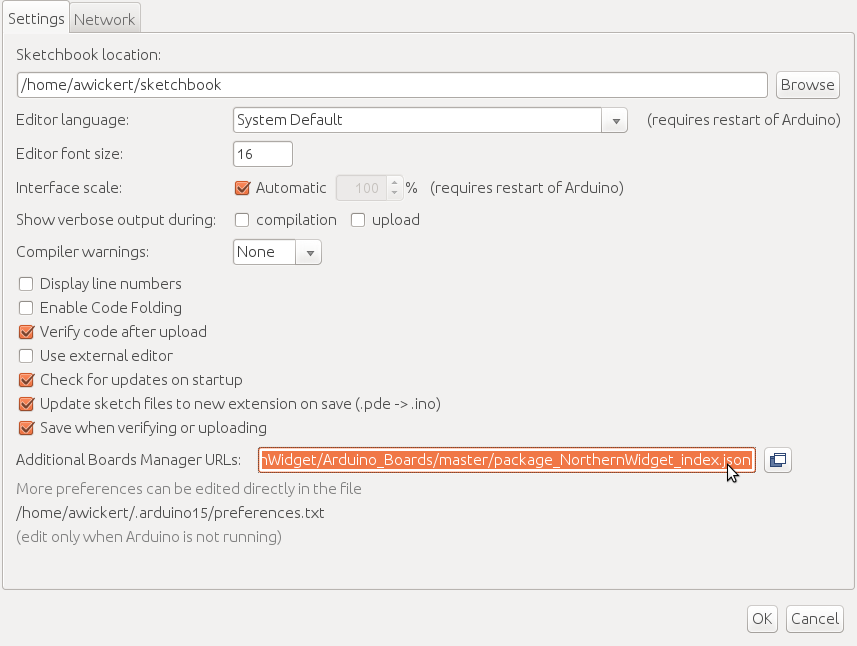 Settings Network
Sketchbook location:
/home/awickert/sketchbook Browse
Editor language: System Default (requires restart of Arduino)
Editor font size: 16
Interface scale: Automatic 100 % (requires restart of Arduino)
Show verbose output during: compilation upload
Compiler warnings: None
Display line numbers
Enable Code Folding
Verify code after upload
Use external editor
Check for updates on startup
Update sketch files to new extension on save (.pde -> .ino)
Save when verifying or uploading
Additional Boards Manager URLs: nWidget/Arduino_Boards/master/package_NorthernWidget_index.json
More preferences can be edited directly in the file
/home/awickert/.arduino15/preferences.txt
(edit only when Arduino is not running)
OK Cancel